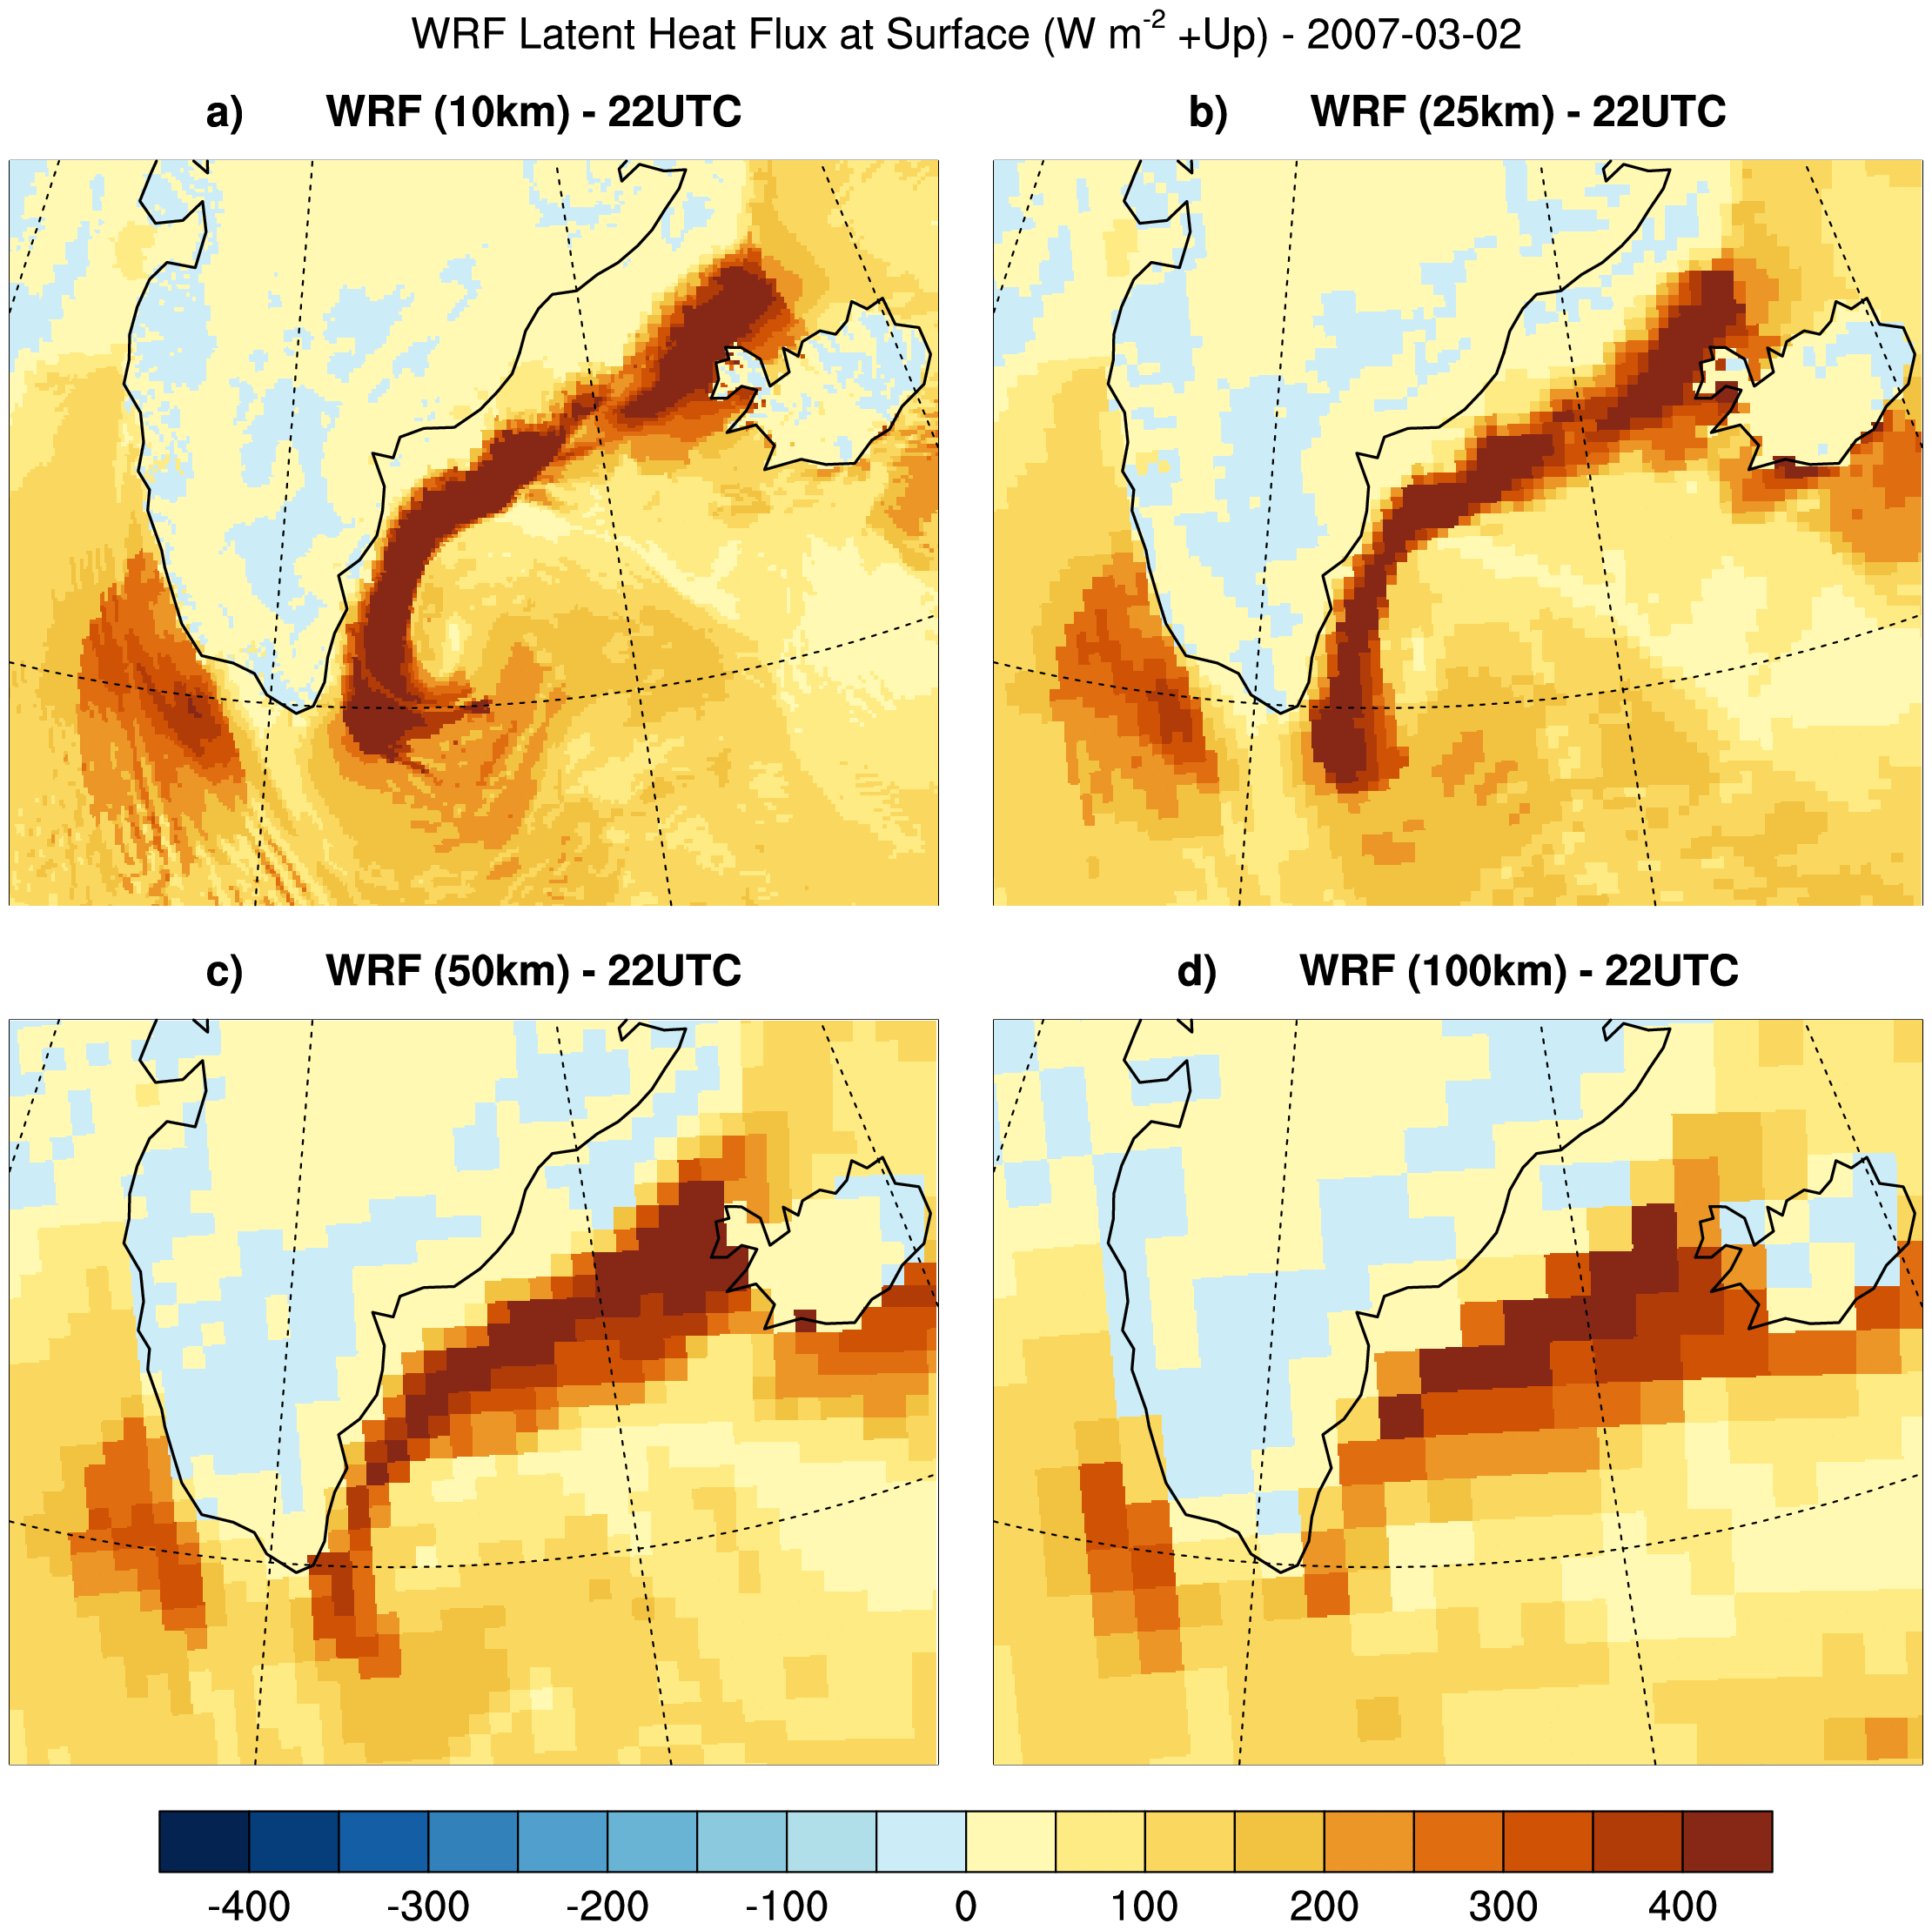 WRF Latent Heat Flux at Surface (W m-2 +Up) - 2007-03-02
a) WRF (10km) - 22UTC
b) WRF (25km) - 22UTC
c) WRF (50km) - 22UTC
d) WRF (100km) - 22UTC
-400 -300 -200 -100 0 100 200 300 400